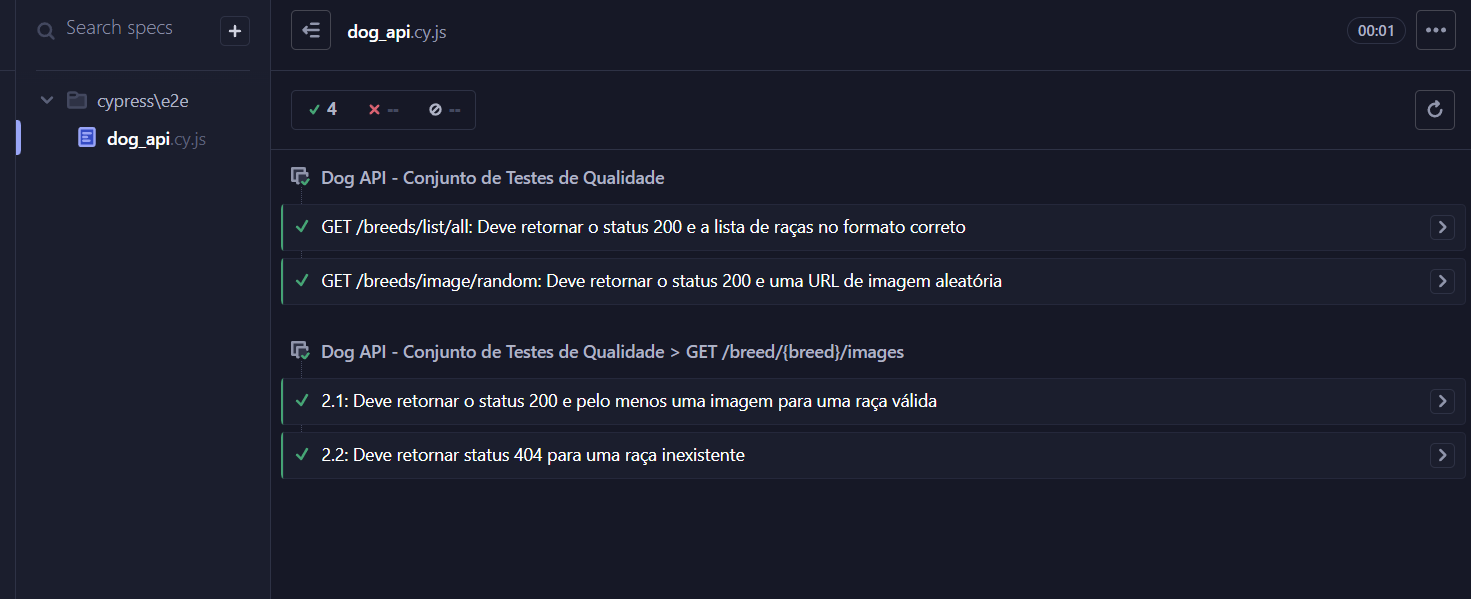 Search specs
+
cypress\e2e
dog_api.cy.js
dog_api.cy.js
00:01
4 -- --
Dog API - Conjunto de Testes de Qualidade
GET /breeds/list/all: Deve retornar o status 200 e a lista de raças no formato correto
GET /breeds/image/random: Deve retornar o status 200 e uma URL de imagem aleatória
Dog API - Conjunto de Testes de Qualidade > GET /breed/{breed}/images
2.1: Deve retornar o status 200 e pelo menos uma imagem para uma raça válida
2.2: Deve retornar status 404 para uma raça inexistente